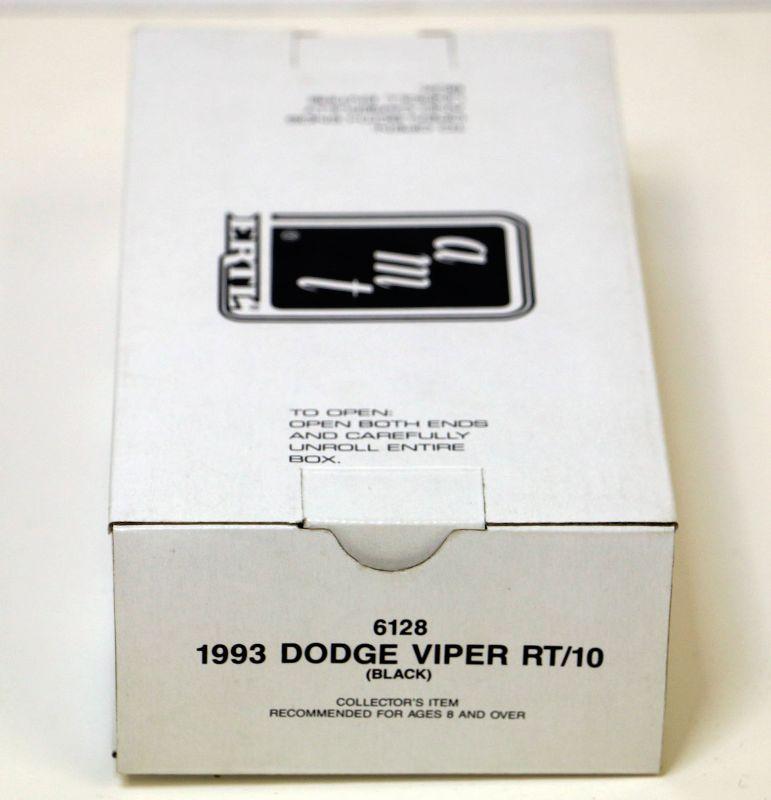 amt
ERTL
®
TO OPEN:
OPEN BOTH ENDS
AND CAREFULLY
UNROLL ENTIRE
BOX.
6128
1993 DODGE VIPER RT/10
(BLACK)
COLLECTOR'S ITEM
RECOMMENDED FOR AGES 8 AND OVER